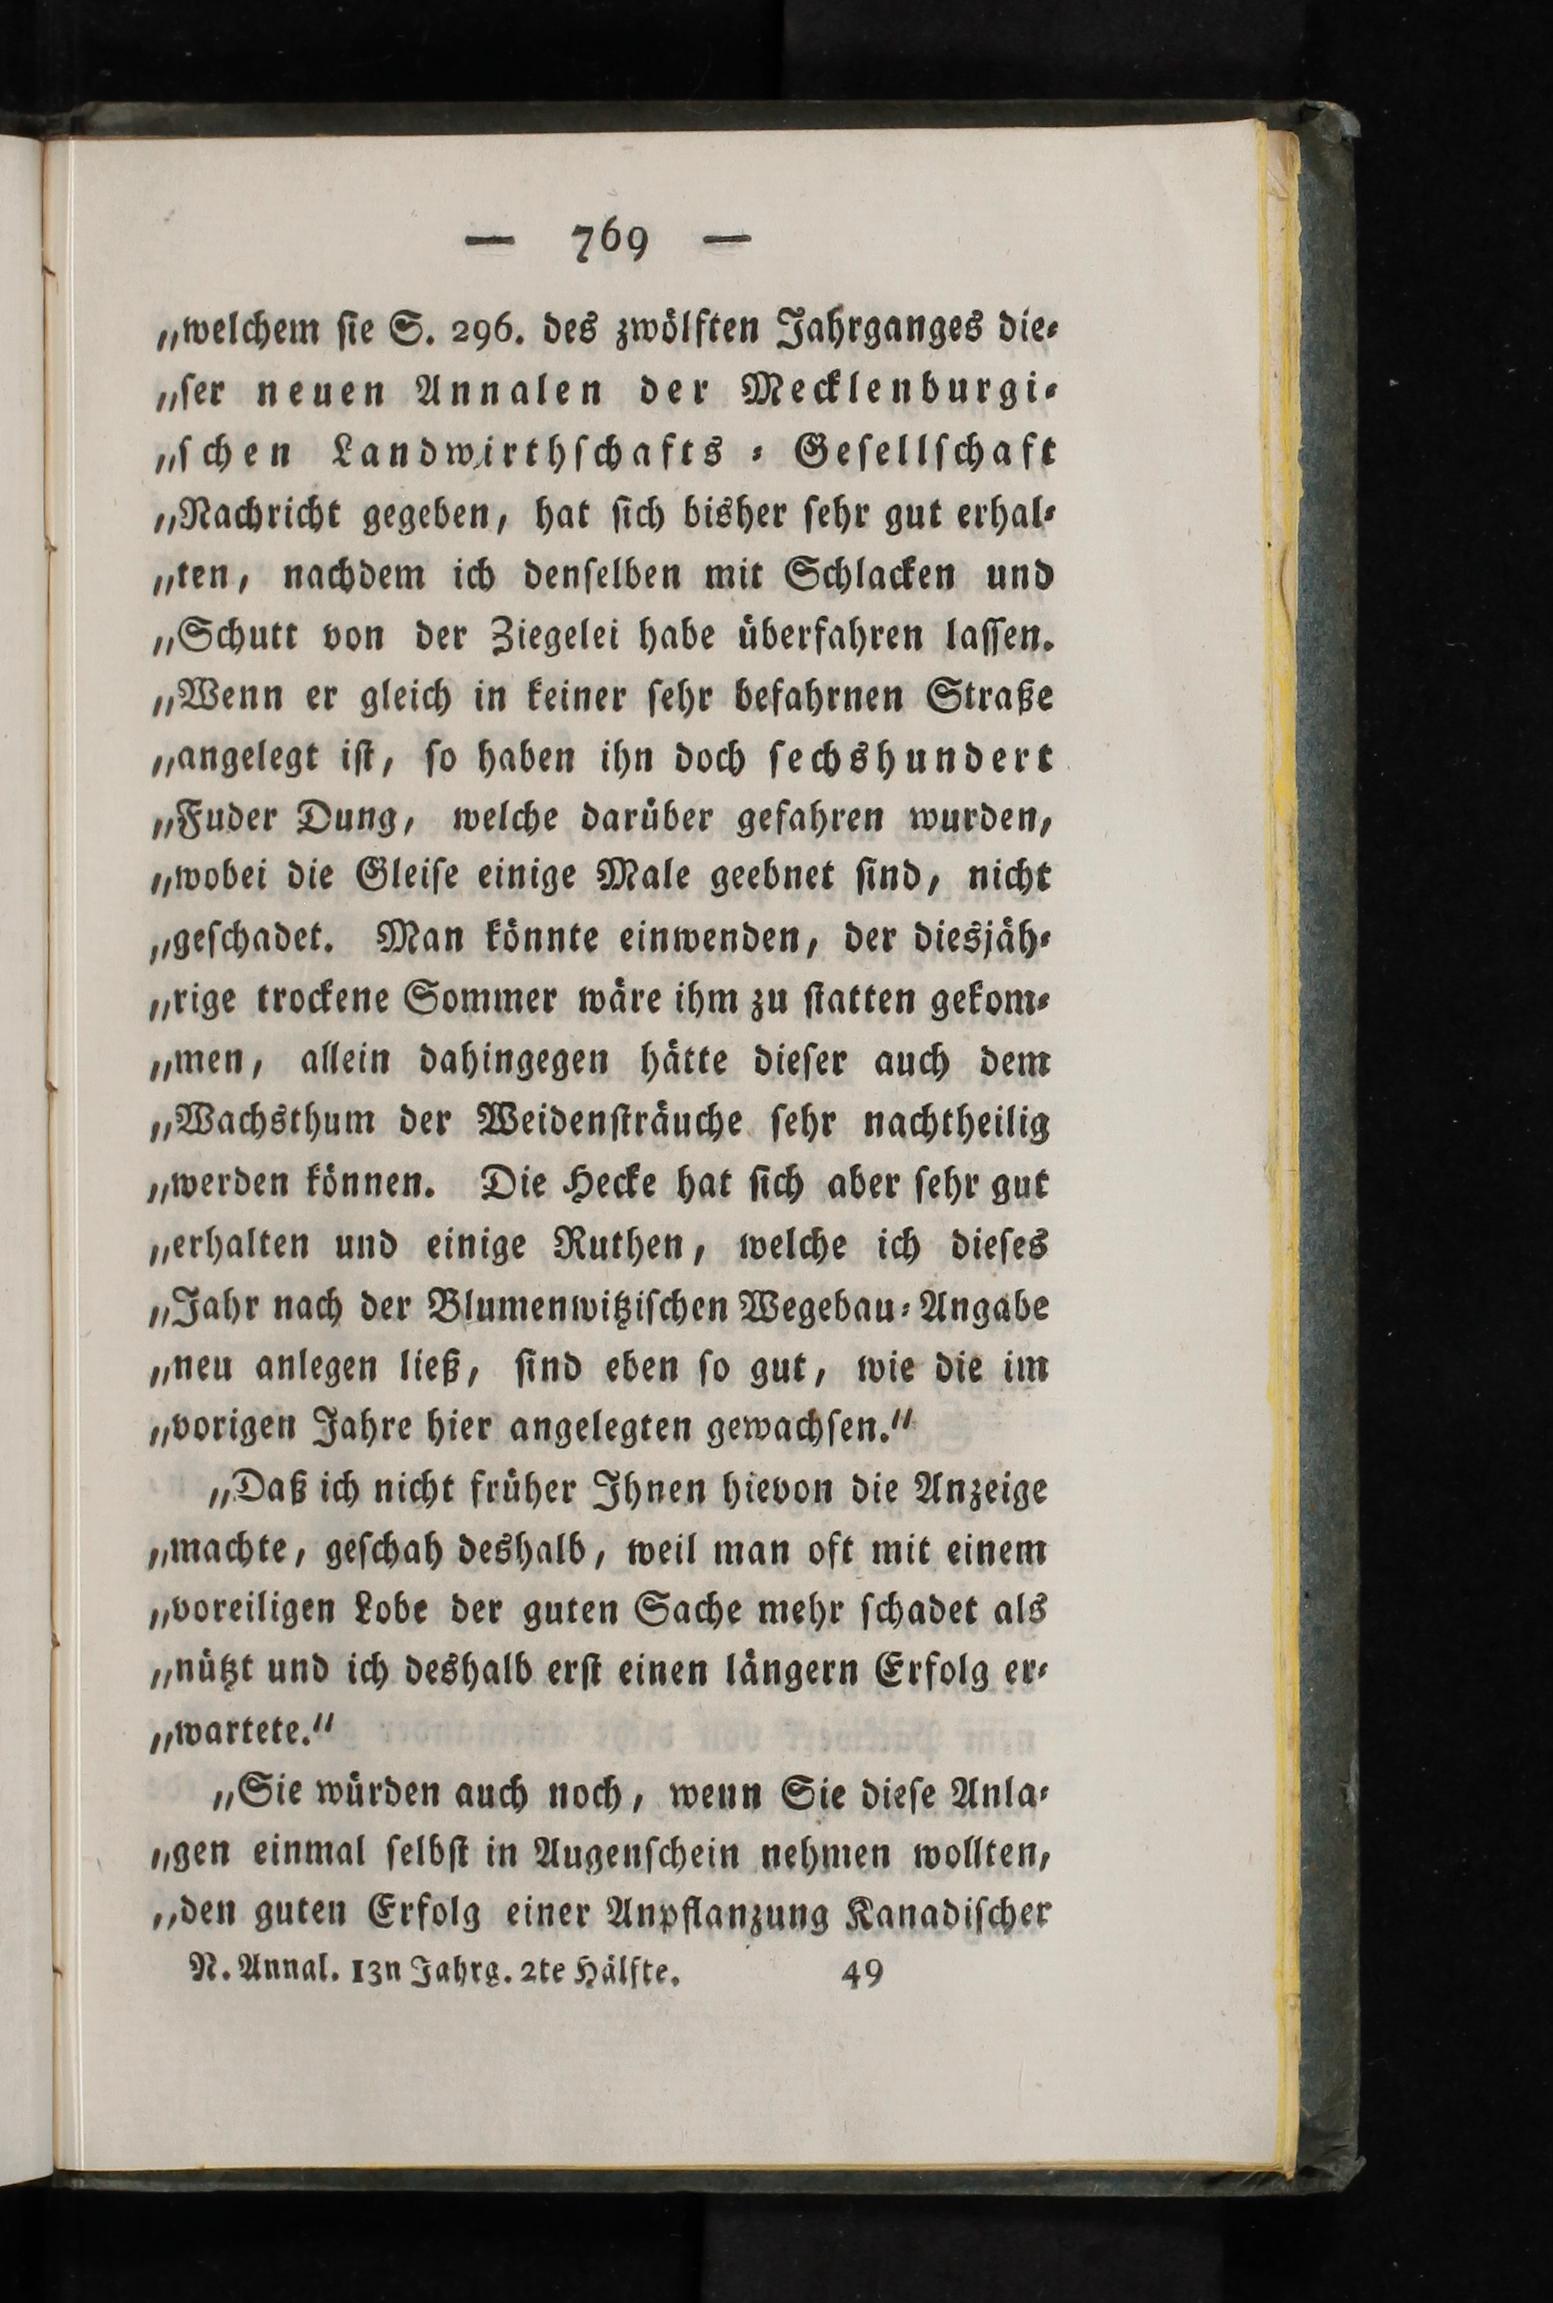 — 769 —
„welchem ſie S. 296. des zwölften Jahrganges die⸗
„ſer neuen Annalen der Mecklenburgi⸗
„ſchen Landwirthſchafts⸗Geſellſchaft
„Nachricht gegeben, hat ſich bisher ſehr gut erhal⸗
„ten, nachdem ich denſelben mit Schlacken und
„Schutt von der Ziegelei habe überfahren laſſen.
„Wenn er gleich in keiner ſehr befahrnen Straße
„angelegt iſt, ſo haben ihn doch ſechshundert
„Fuder Dung, welche darüber gefahren wurden,
„wobei die Gleiſe einige Male geebnet ſind, nicht
„geſchadet. Man könnte einwenden, der diesjäh⸗
„rige trockene Sommer wäre ihm zu ſtatten gekom⸗
„men, allein dahingegen hätte dieſer auch dem
„Wachsthum der Weidenſträuche ſehr nachtheilig
„werden können. Die Hecke hat ſich aber ſehr gut
„erhalten und einige Ruthen, welche ich dieſes
„Jahr nach der Blumenwitziſchen Wegebau⸗Angabe
„neu anlegen ließ, ſind eben ſo gut, wie die im
„vorigen Jahre hier angelegten gewachſen.“
„Daß ich nicht früher Ihnen hievon die Anzeige
„machte, geſchah deshalb, weil man oft mit einem
„voreiligen Lobe der guten Sache mehr ſchadet als
„nützt und ich deshalb erſt einen längern Erfolg er⸗
„wartete.“
„Sie würden auch noch, wenn Sie dieſe Anla⸗
„gen einmal ſelbſt in Augenſchein nehmen wollten,
„den guten Erfolg einer Anpflanzung Kanadiſcher
N. Annal. 13n Jahrg. 2te Hälfte. 49